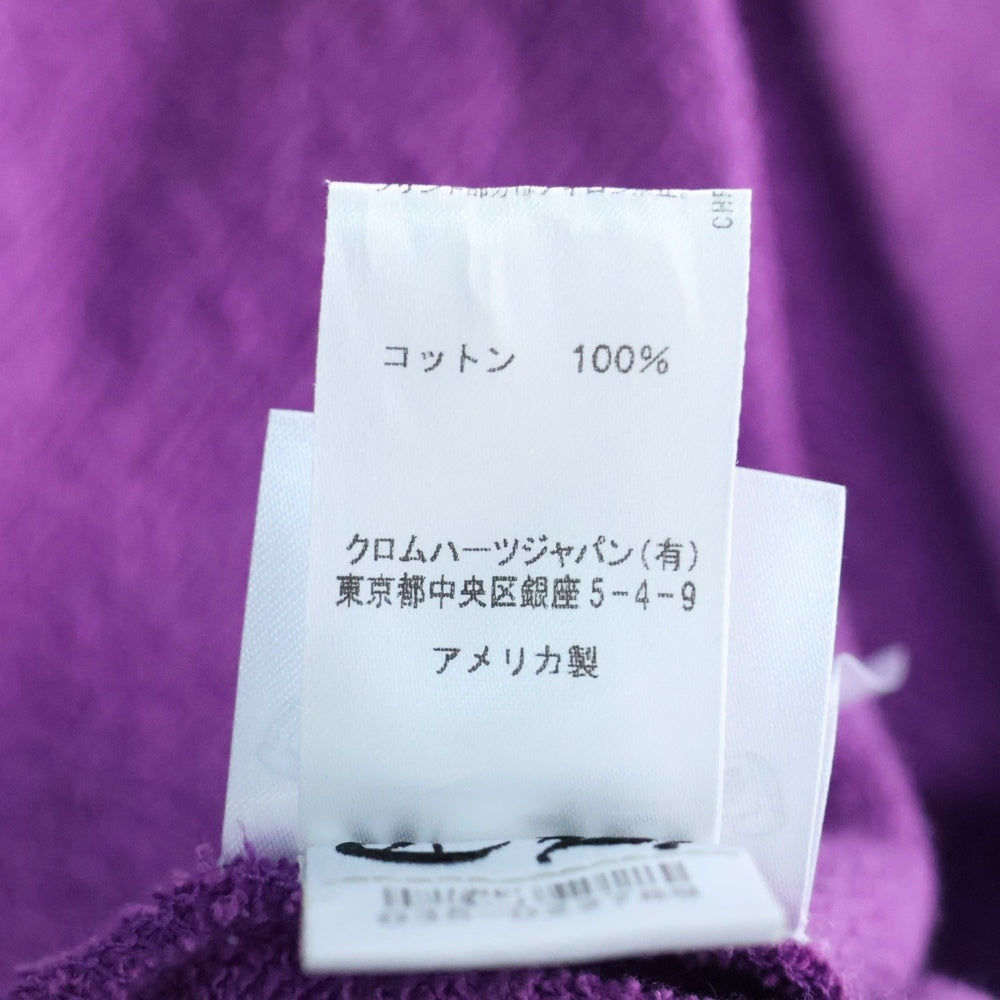 CH
コットン 100%
クロムハーツジャパン(有)
東京都中央区銀座5-4-9
アメリカ製